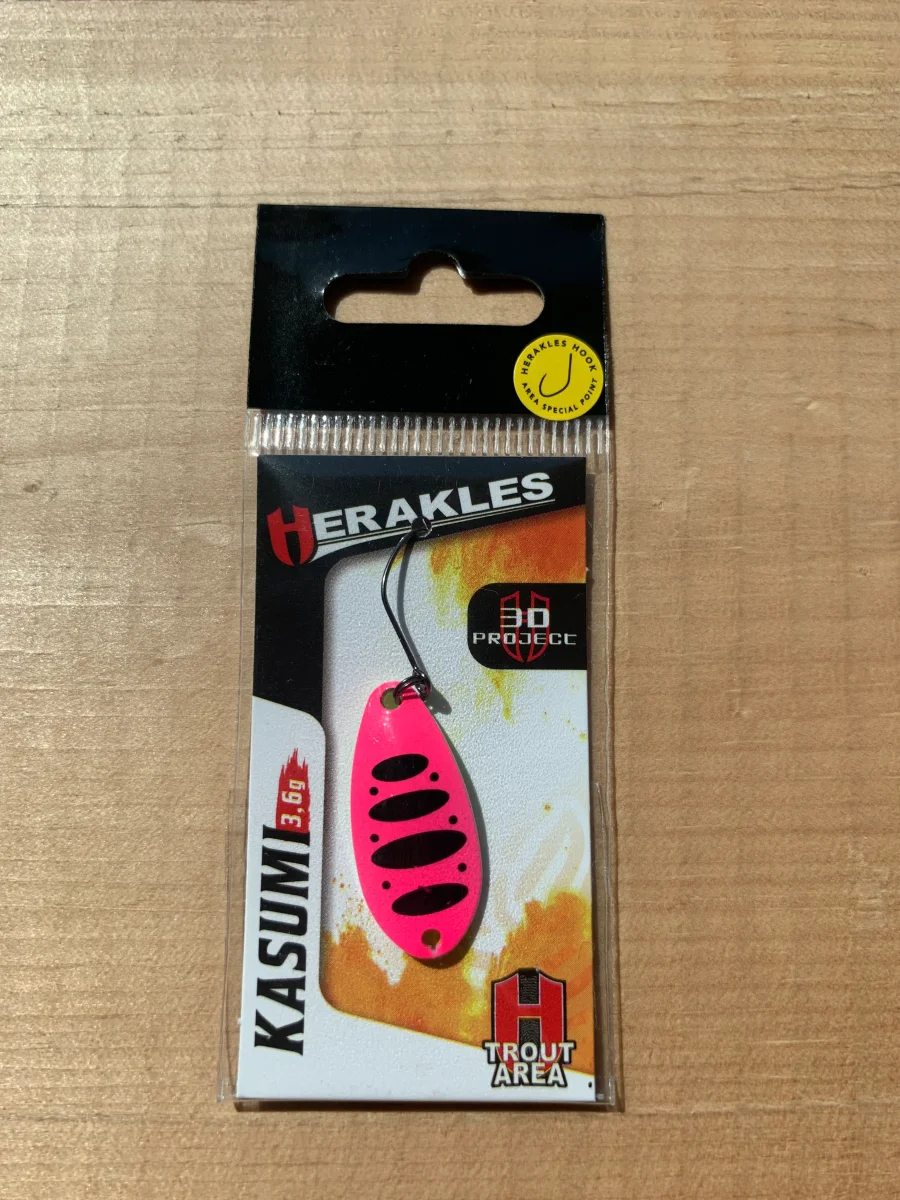 HERAKLES HOOK
AREA SPECIAL POINT
HERAKLES
3D
PROJECT
KASUMI 3,6g
TROUT
AREA